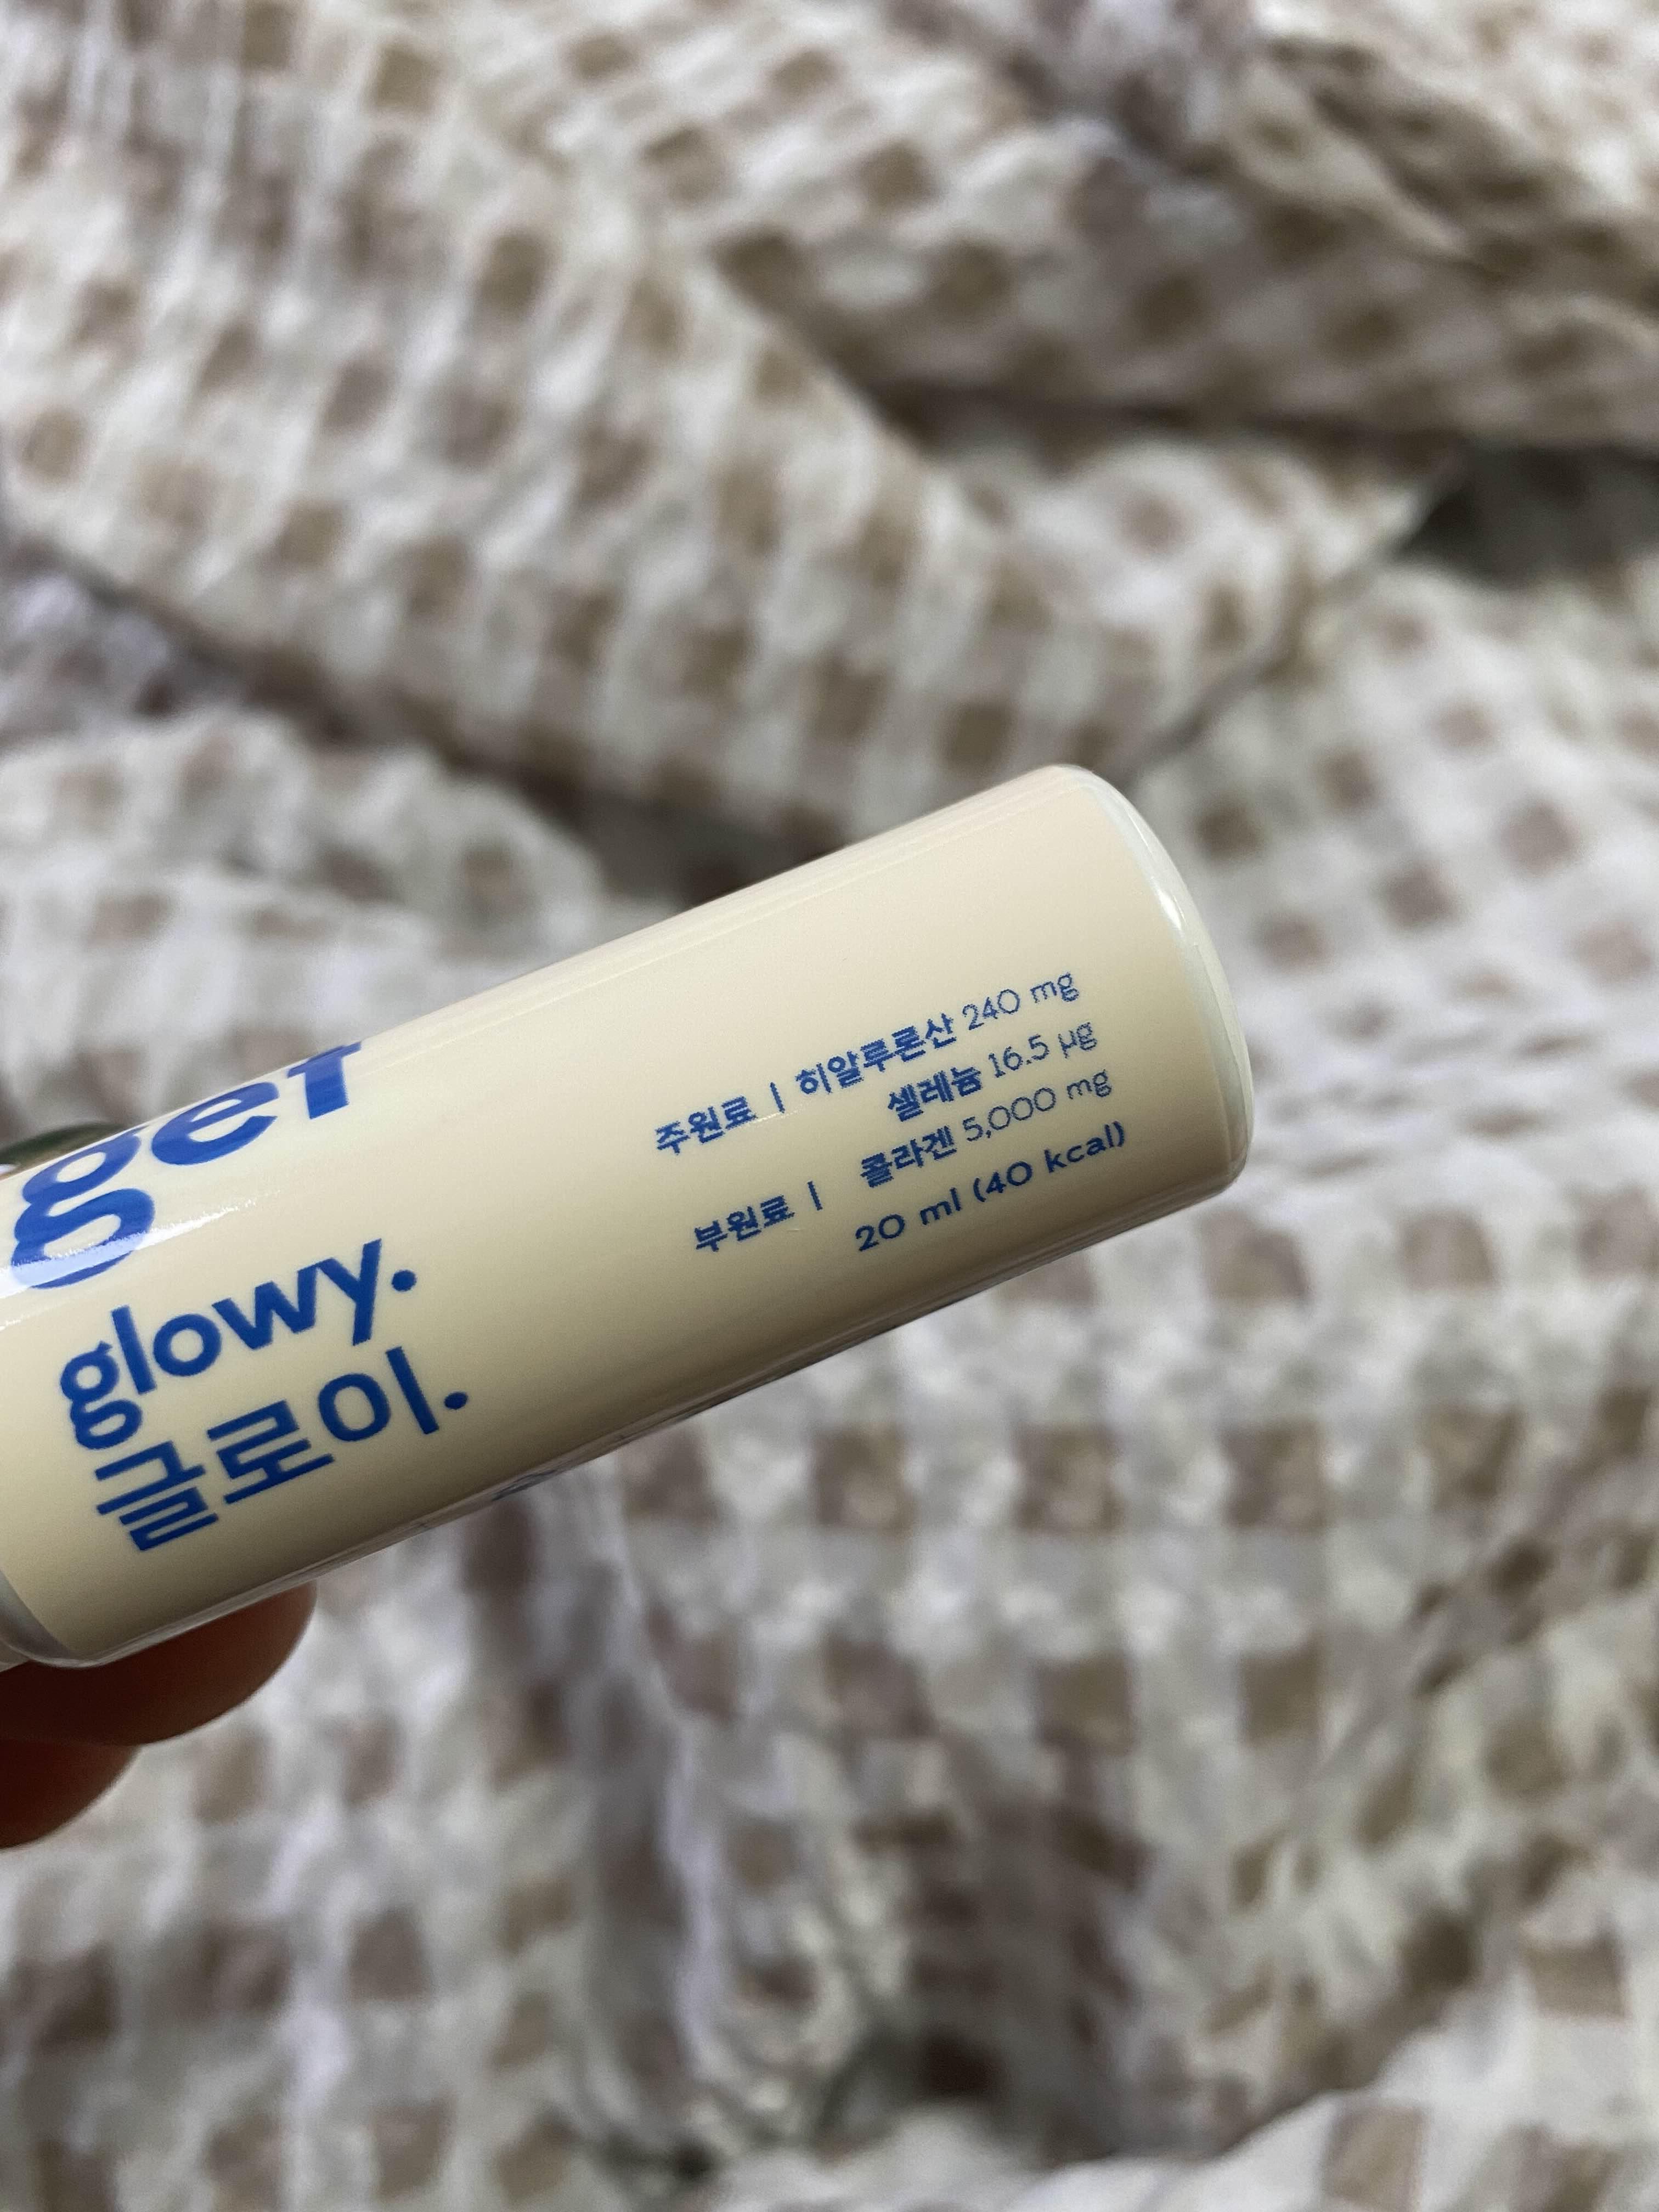 get
glowy.
글로이.
주원료 | 히알루론산 240 mg
셀레늄 16.5 µg
부원료 | 콜라겐 5,000 mg
20 ml (40 kcal)